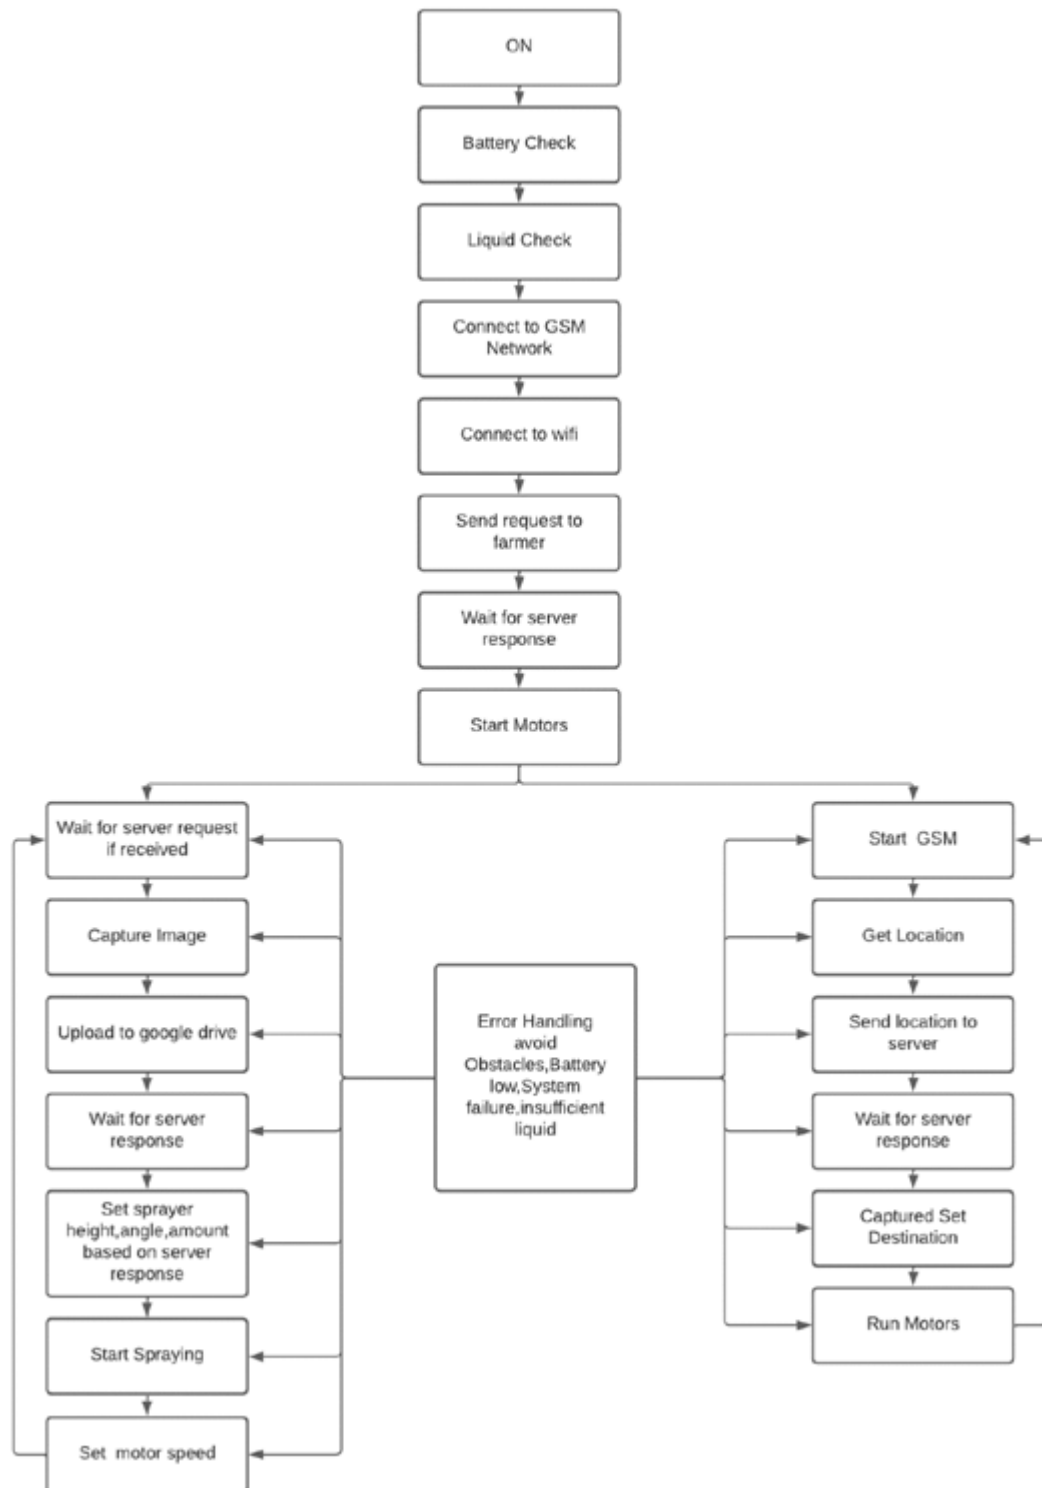 ON
Battery Check
Liquid Check
Connect to GSM
Network
Connect to wifi
Send request to
farmer
Wait for server
response
Start Motors
Wait for server request
if received
Capture Image
Upload to google drive
Wait for server
response
Set sprayer
height,angle,amount
based on server
response
Start Spraying
Set motor speed
Error Handling
avoid
Obstacles,Battery
low,System
failure,insufficient
liquid
Start GSM
Get Location
Send location to
server
Wait for server
response
Captured Set
Destination
Run Motors